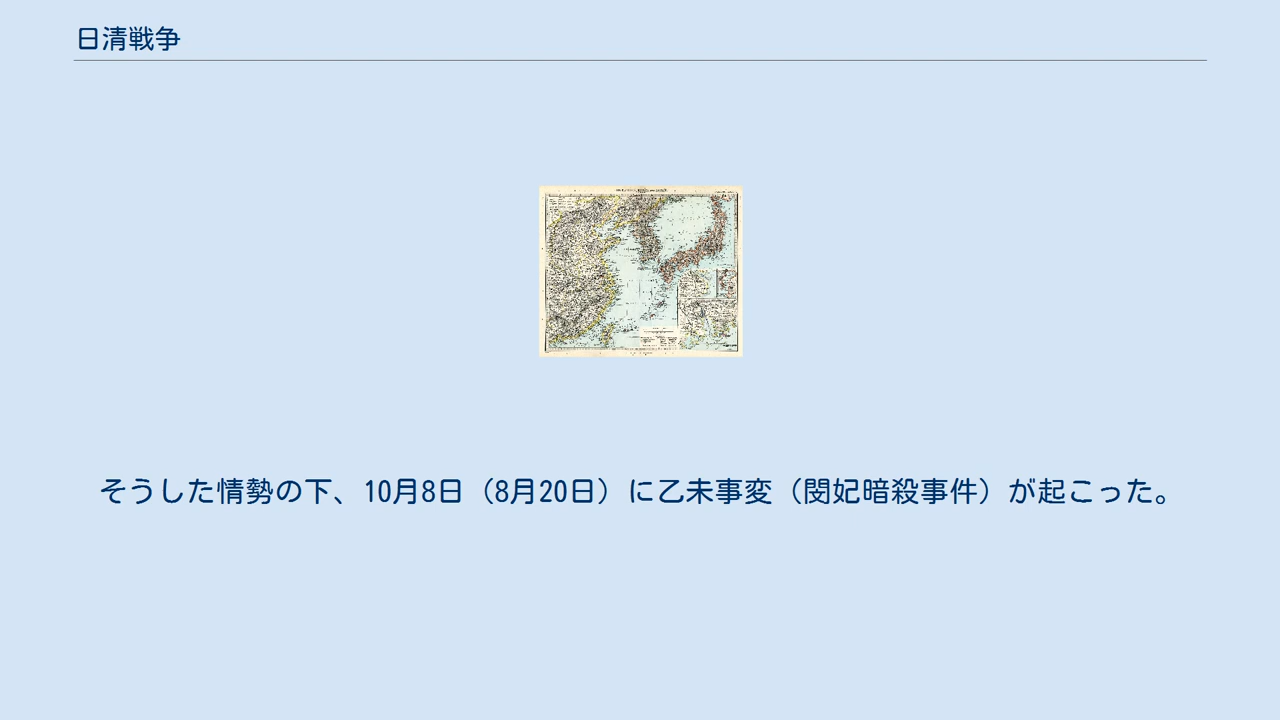 日清戦争
そうした情勢の下、10月8日（8月20日）に乙未事変（閔妃暗殺事件）が起こった。